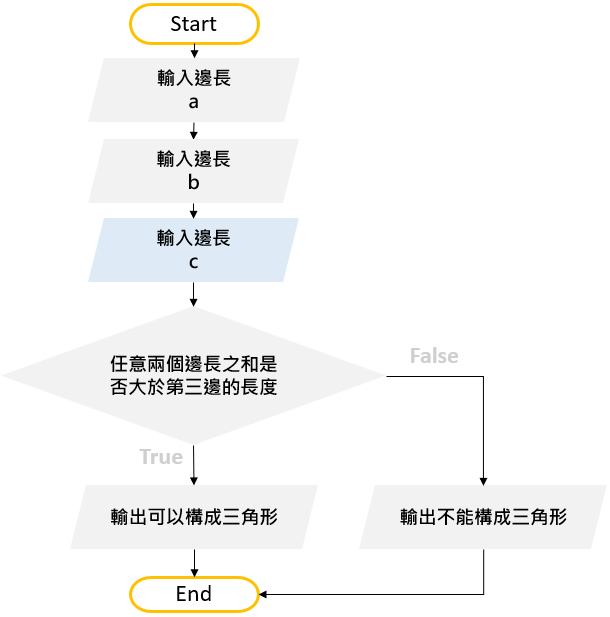 Start
輸入邊長
a
輸入邊長
b
輸入邊長
c
任意兩個邊長之和是
否大於第三邊的長度
False
True
輸出可以構成三角形
輸出不能構成三角形
End